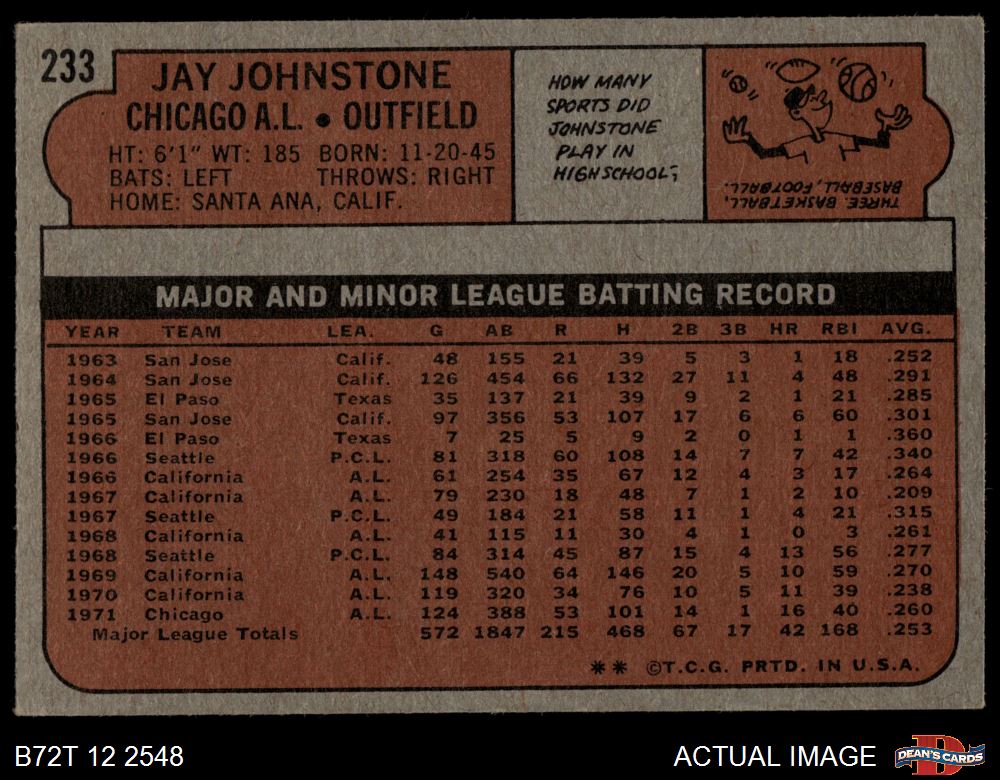 233
JAY JOHNSTONE
CHICAGO A.L. • OUTFIELD
HT: 6'1" WT: 185 BORN: 11-20-45
BATS: LEFT THROWS: RIGHT
HOME: SANTA ANA, CALIF.
HOW MANY
SPORTS DID
JOHNSTONE
PLAY IN
HIGH SCHOOL?
THREE. BASKETBALL,
BASEBALL, FOOTBALL.
MAJOR AND MINOR LEAGUE BATTING RECORD
YEAR TEAM LEA. G AB R H 2B 3B HR RBI AVG.
1963 San Jose Calif. 48 155 21 39 5 3 1 18 .252
1964 San Jose Calif. 126 454 66 132 27 11 4 48 .291
1965 El Paso Texas 35 137 21 39 9 2 1 21 .285
1965 San Jose Calif. 97 356 53 107 17 6 6 60 .301
1966 El Paso Texas 7 25 5 9 2 0 1 1 .360
1966 Seattle P.C.L. 81 318 60 108 14 7 7 42 .340
1966 California A.L. 61 254 35 67 12 4 3 17 .264
1967 California A.L. 79 230 18 48 7 1 2 10 .209
1967 Seattle P.C.L. 49 184 21 58 11 1 4 21 .315
1968 California A.L. 41 115 11 30 4 1 0 3 .261
1968 Seattle P.C.L. 84 314 45 87 15 4 13 56 .277
1969 California A.L. 148 540 64 146 20 5 10 59 .270
1970 California A.L. 119 320 34 76 10 5 11 39 .238
1971 Chicago A.L. 124 388 53 101 14 1 16 40 .260
Major League Totals 572 1847 215 468 67 17 42 168 .253
** ©T.C.G. PRTD. IN U.S.A.
B72T 12 2548
ACTUAL IMAGE
D
DEAN'S CARDS